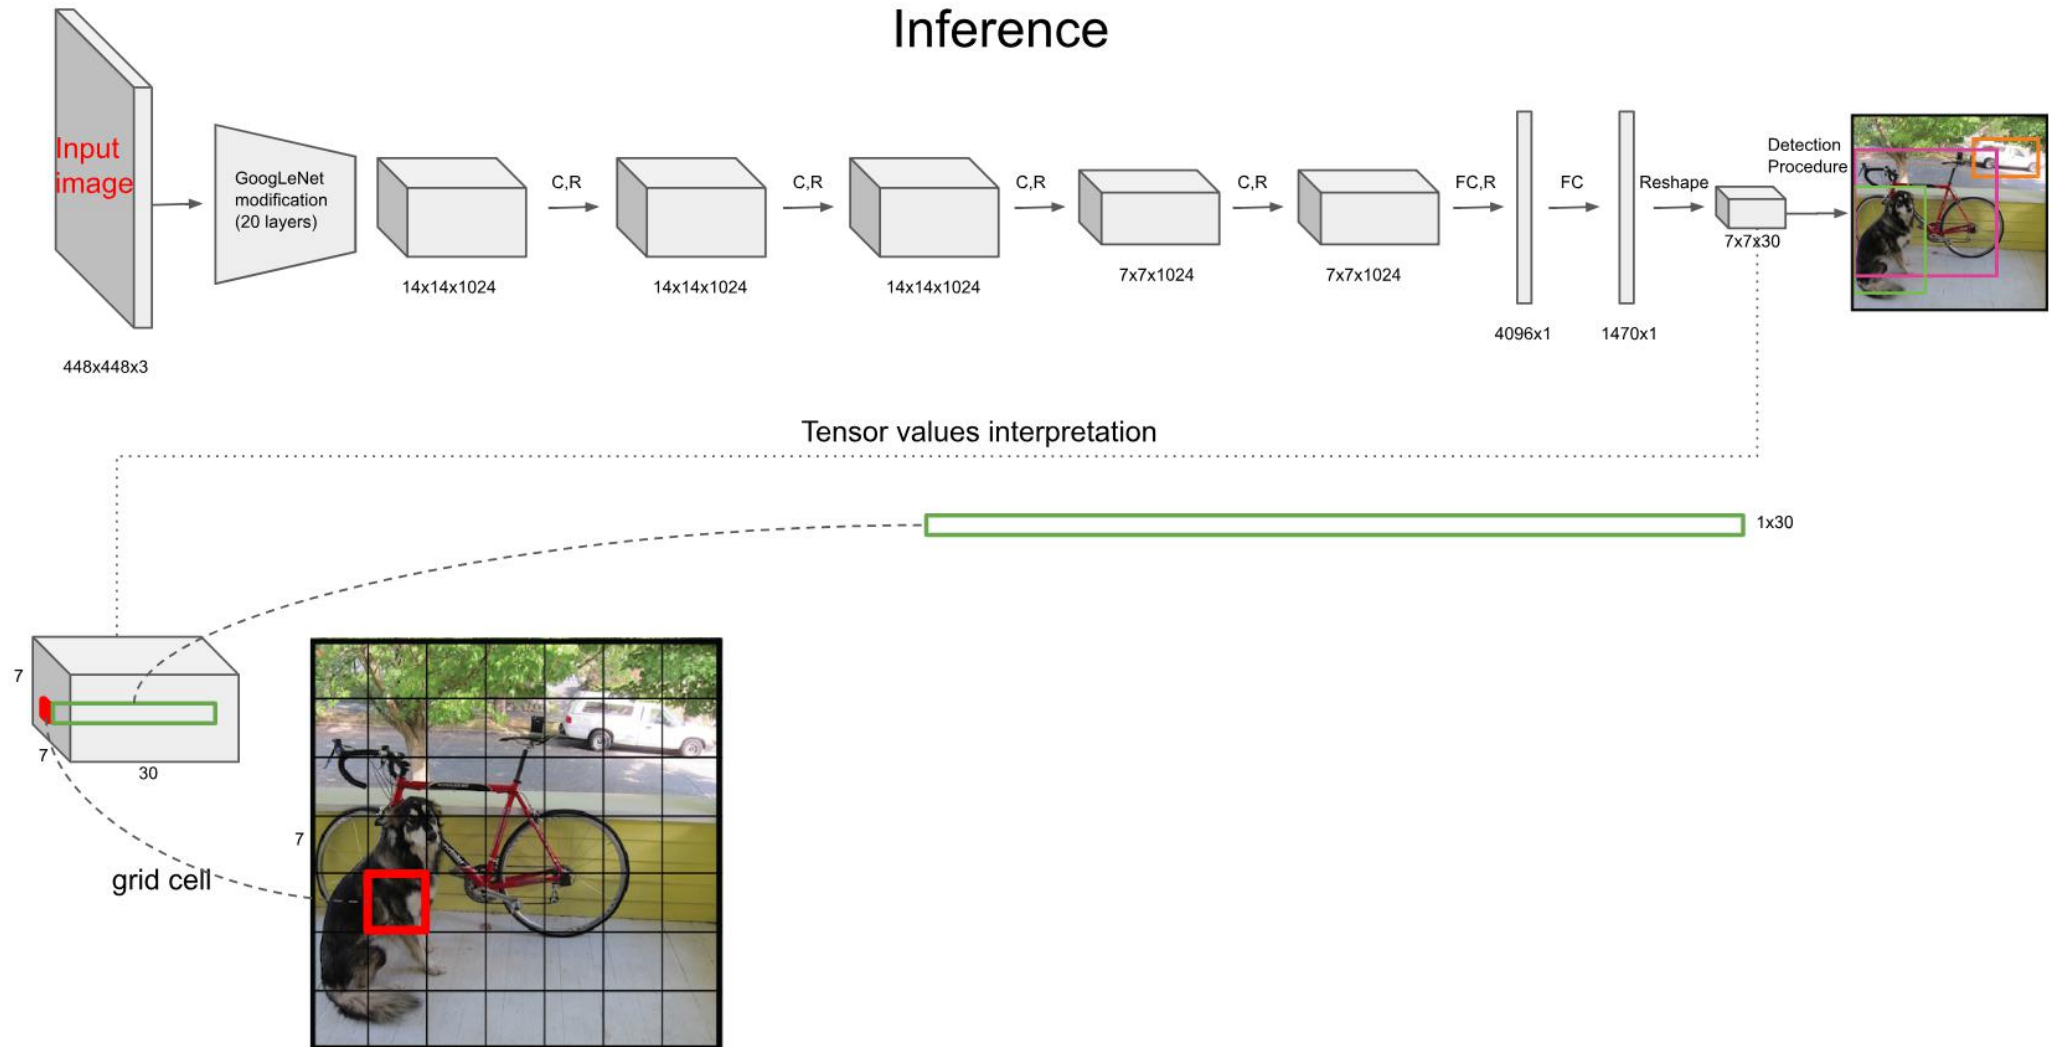 Inference
Input
image
448x448x3
GoogLeNet
modification
(20 layers)
14x14x1024
C,R
14x14x1024
C,R
14x14x1024
C,R
7x7x1024
C,R
7x7x1024
FC,R
4096x1
FC
1470x1
Reshape
7x7x30
Detection
Procedure
Tensor values interpretation
1x30
7
7
30
7
grid cell